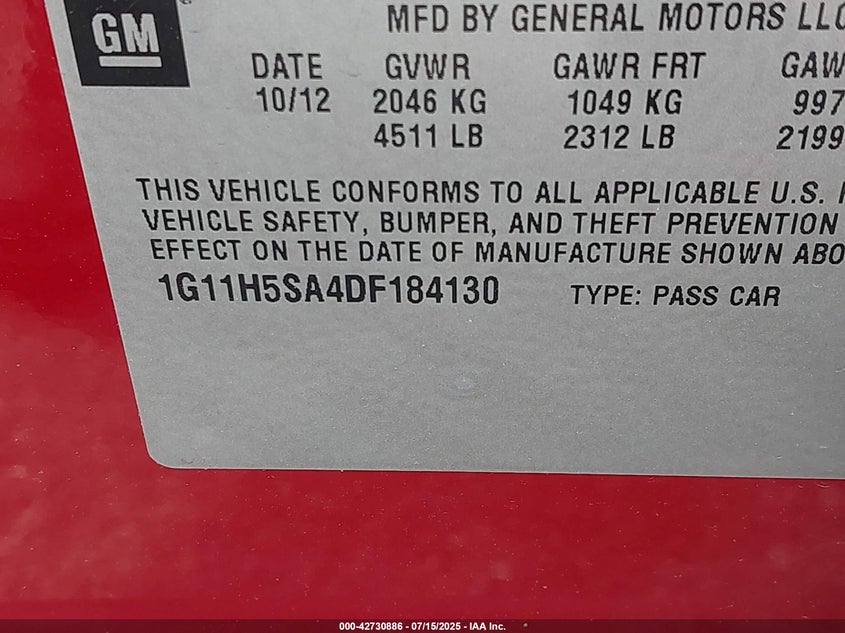 GM
MFD BY GENERAL MOTORS LLC
DATE GVWR GAWR FRT GAW
10/12 2046 KG 1049 KG 997
4511 LB 2312 LB 2199
THIS VEHICLE CONFORMS TO ALL APPLICABLE U.S.
VEHICLE SAFETY, BUMPER, AND THEFT PREVENTION
EFFECT ON THE DATE OF MANUFACTURE SHOWN ABO
1G11H5SA4DF184130 TYPE: PASS CAR
000-42730886 - 07/15/2025 - IAA Inc.